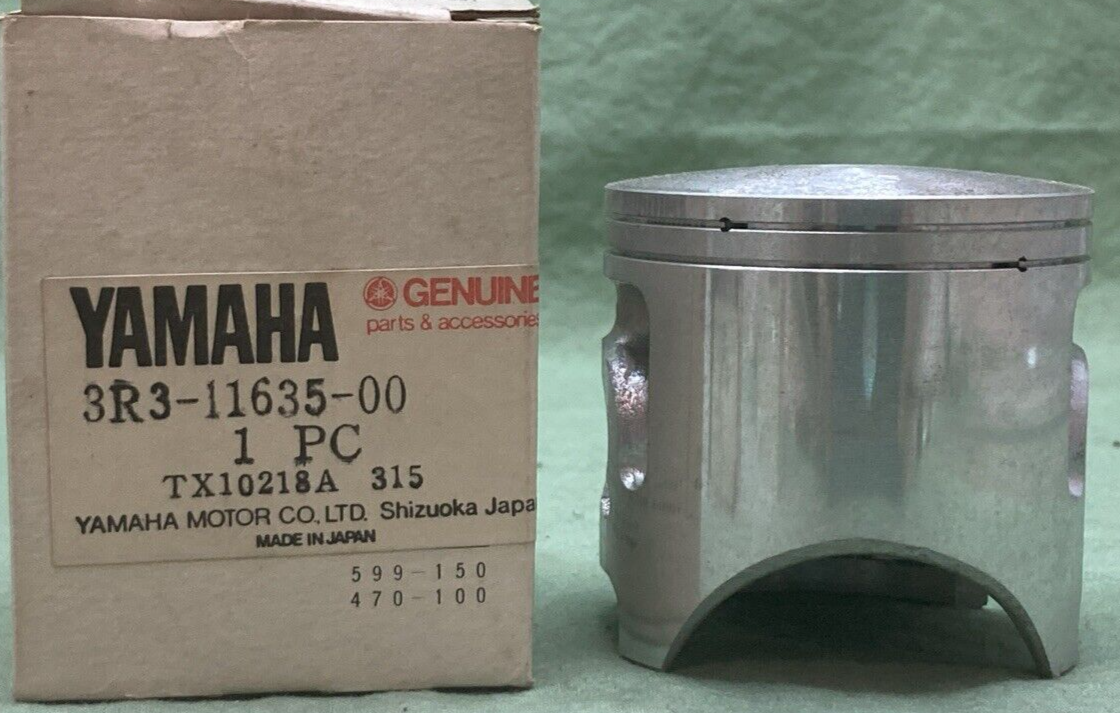 YAMAHA GENUINE
parts & accessories
3R3-11635-00
1 PC
TX10218A 315
YAMAHA MOTOR CO., LTD. Shizuoka Japa
MADE IN JAPAN
599-150
470-100